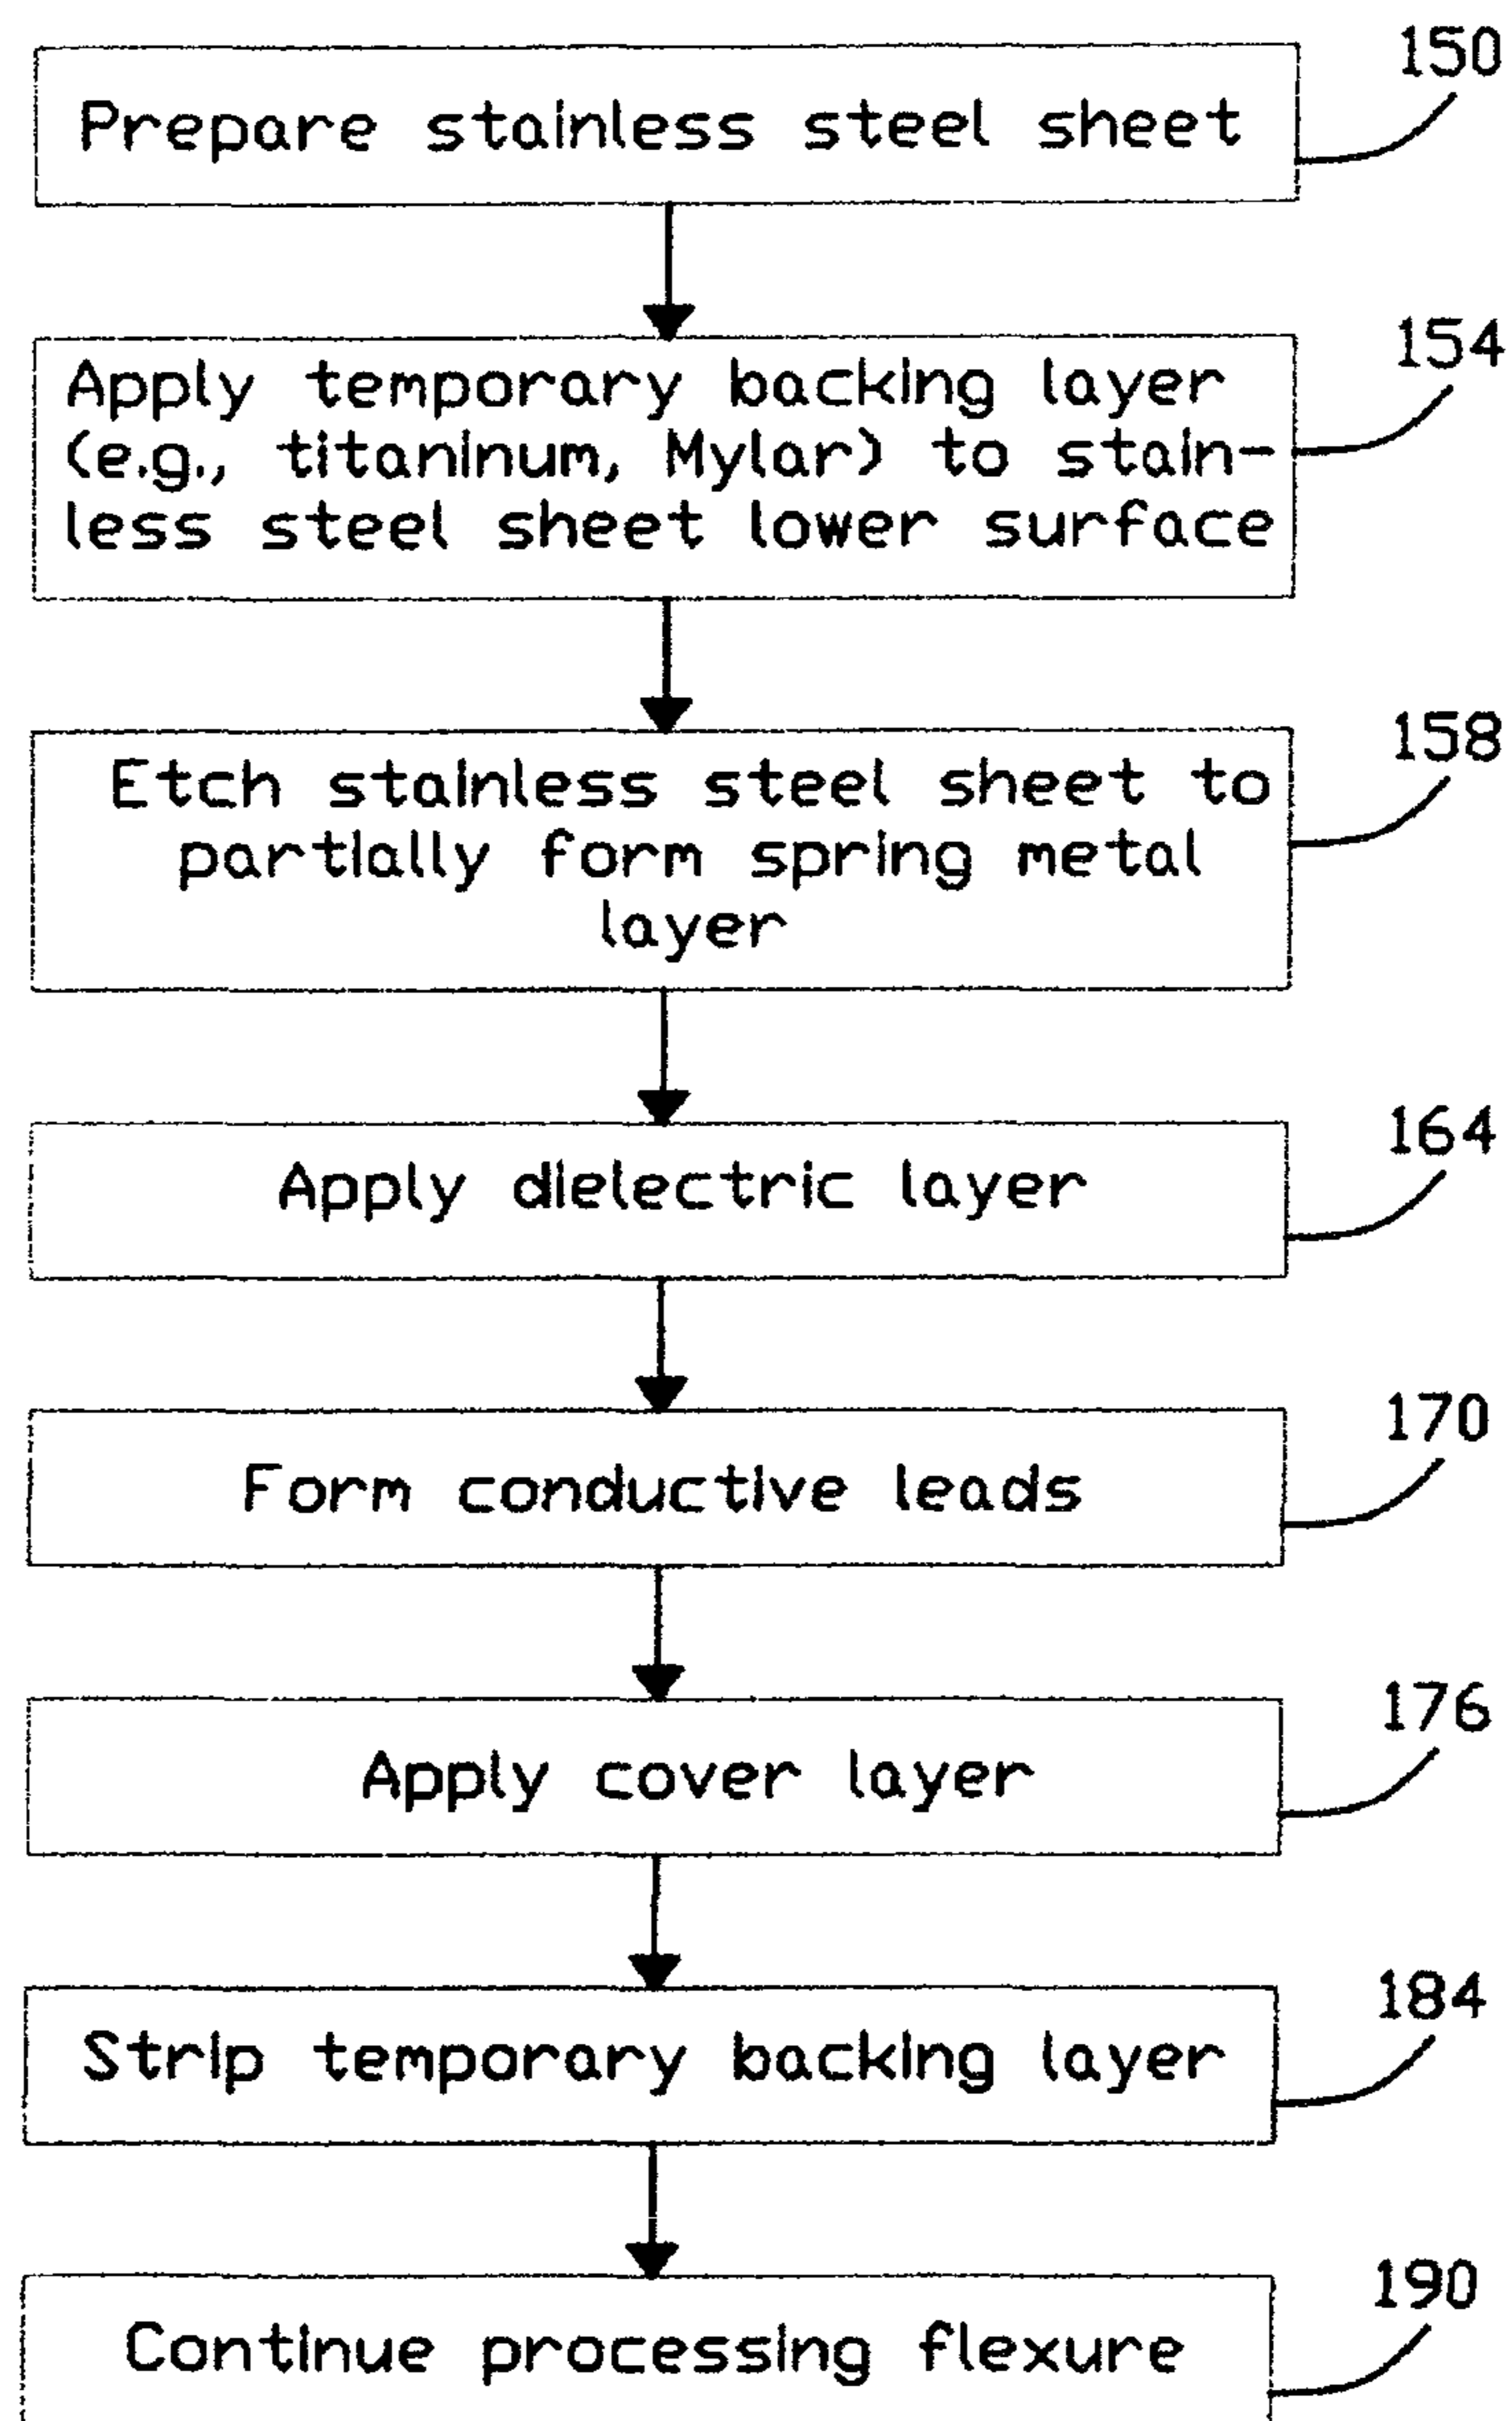 150
Prepare stainless steel sheet
154
Apply temporary backing layer
(e.g., titaninum, Mylar) to stain-
less steel sheet lower surface
158
Etch stainless steel sheet to
partially form spring metal
layer
164
Apply dielectric layer
170
Form conductive leads
176
Apply cover layer
184
Strip temporary backing layer
190
Continue processing flexure